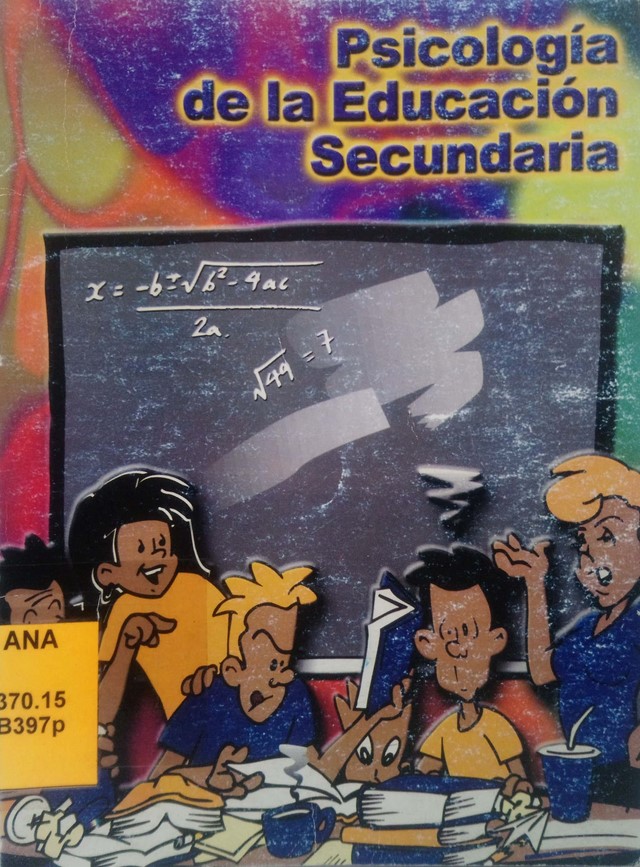 Psicología
de la Educación
Secundaria
x = -b ± √b² - 4ac
2a.
√49 = 7
ANA
370.15
B397p